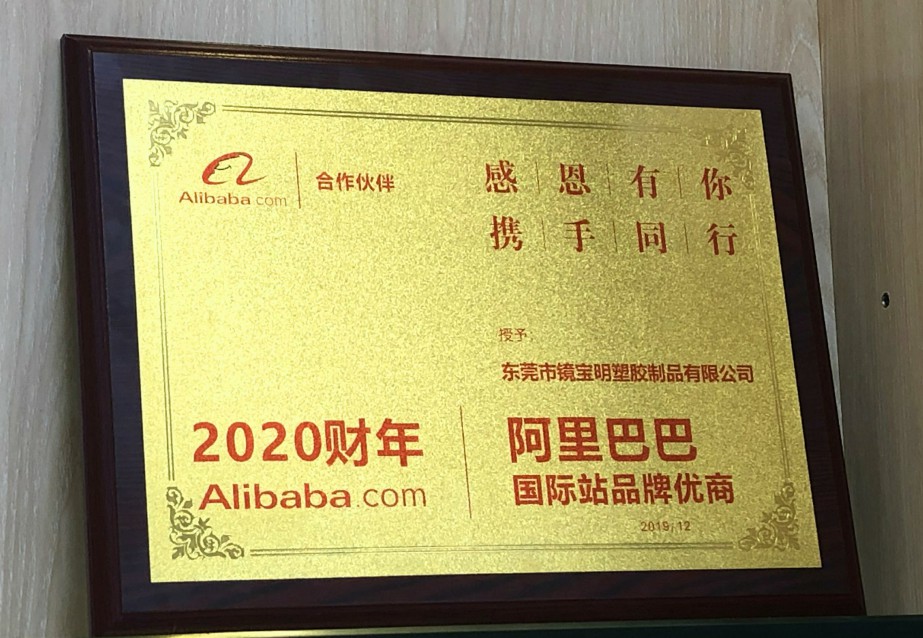 Alibaba.com
合作伙伴
感 恩 有 你
携 手 同 行
授予
东莞市镜宝明塑胶制品有限公司
2020财年
Alibaba.com
阿里巴巴
国际站品牌优商
2019/12